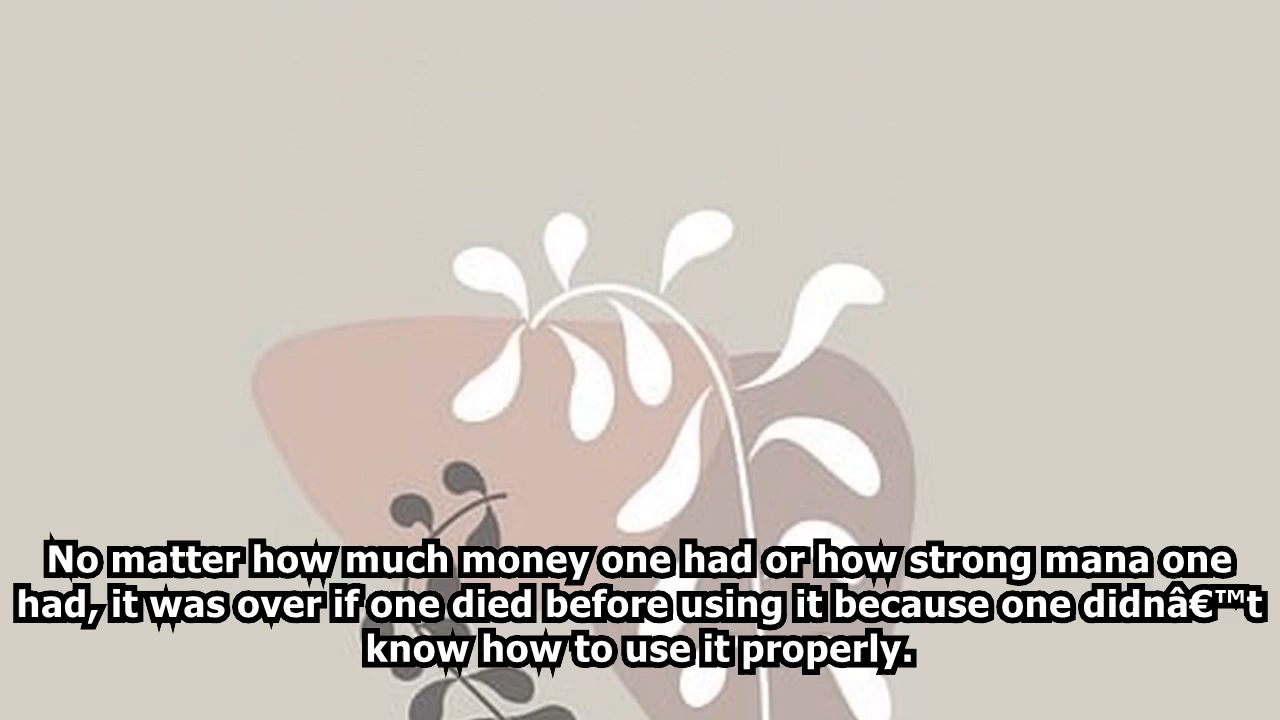 No matter how much money one had or how strong mana one
had, it was over if one died before using it because one didnâ€™t
know how to use it properly.